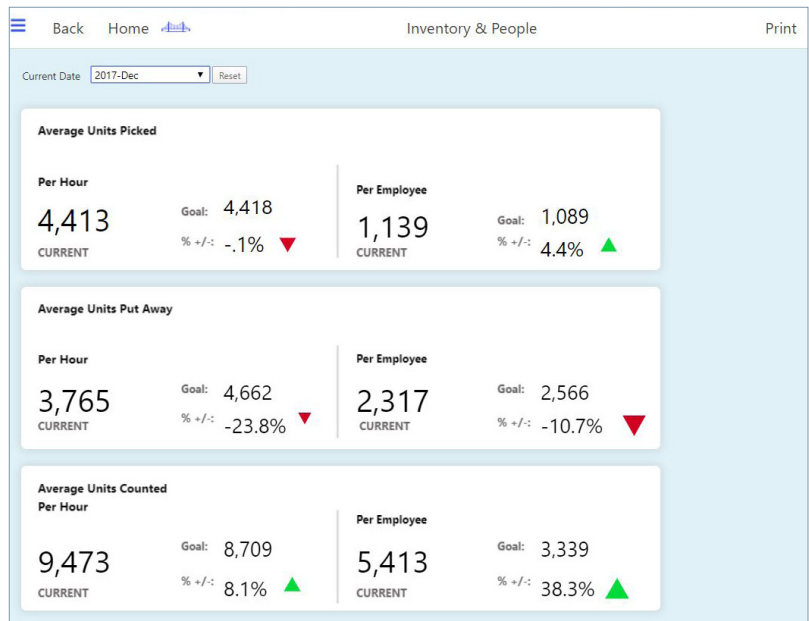 Back Home Inventory & People Print
Current Date 2017-Dec Reset
Average Units Picked
Per Hour
4,413
CURRENT
Goal: 4,418
% +/-: -.1%
Per Employee
1,139
CURRENT
Goal: 1,089
% +/-: 4.4%
Average Units Put Away
Per Hour
3,765
CURRENT
Goal: 4,662
% +/-: -23.8%
Per Employee
2,317
CURRENT
Goal: 2,566
% +/-: -10.7%
Average Units Counted
Per Hour
9,473
CURRENT
Goal: 8,709
% +/-: 8.1%
Per Employee
5,413
CURRENT
Goal: 3,339
% +/-: 38.3%